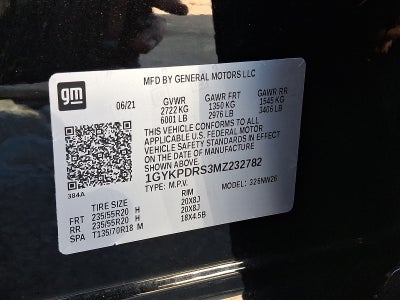 gm
MFD BY GENERAL MOTORS LLC
06/21 GVWR GAWR FRT GAWR RR
2722 KG 1350 KG 1545 KG
6001 LB 2976 LB 3406 LB
THIS VEHICLE CONFORMS TO ALL
APPLICABLE U.S. FEDERAL MOTOR
VEHICLE SAFETY STANDARDS IN EFFECT
ON THE DATE OF MANUFACTURE
SHOWN ABOVE.
1GYKPDRS3MZ232782
384A TYPE: M.P.V. MODEL:
TIRE SIZE RIM
FRT 235/55R20 H 20X8J
RR 235/55R20 H 20X8J
SPA T135/70R18 M 18X4.5B